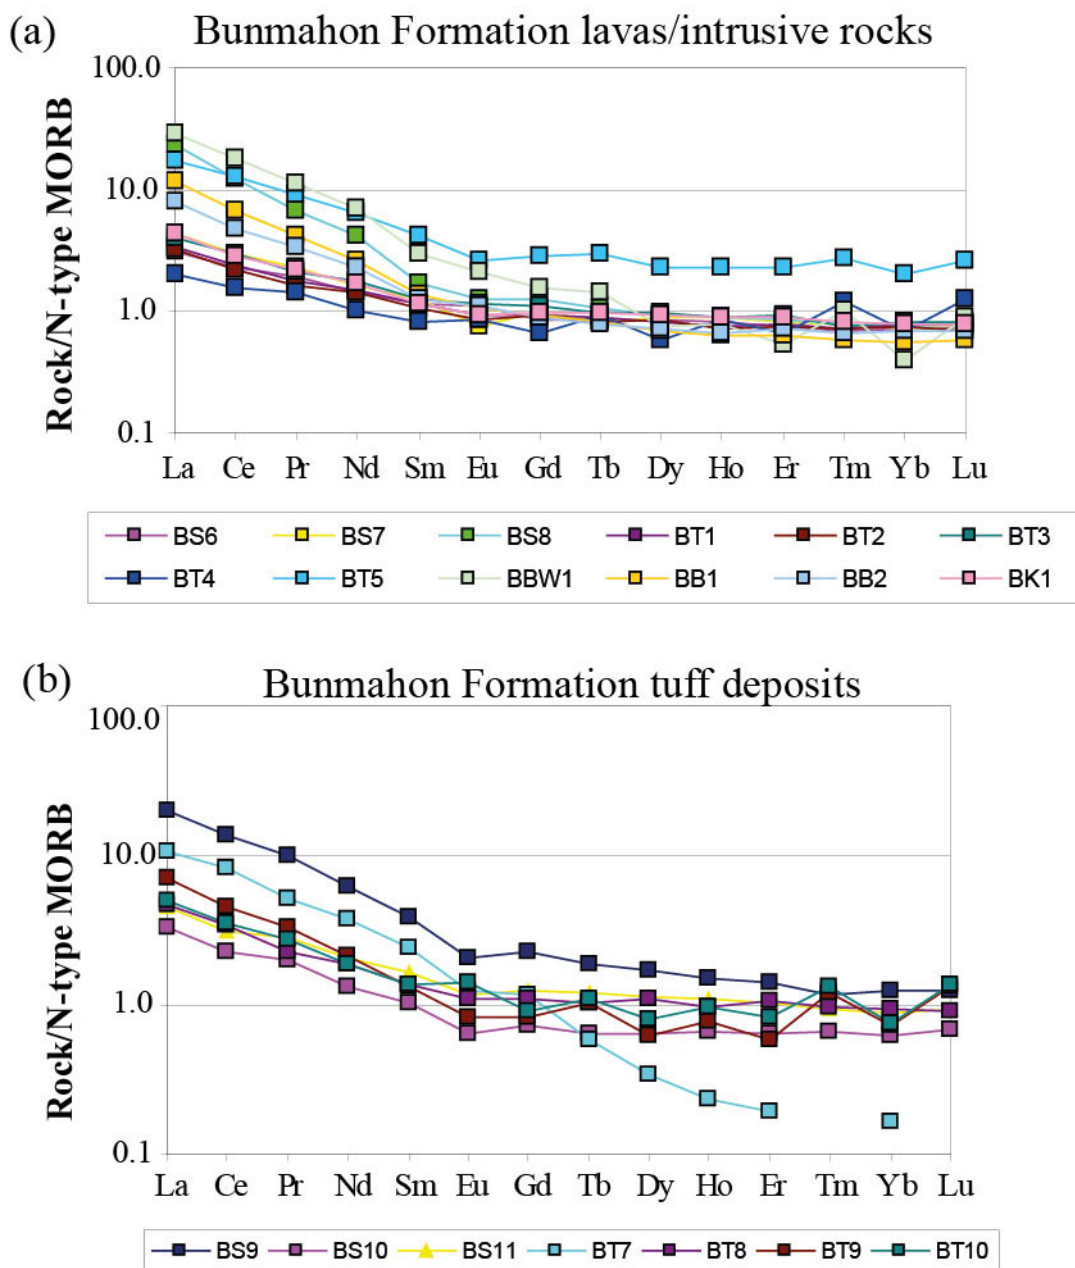 (a)
Bunmahon Formation lavas/intrusive rocks
Rock/N-type MORB
100.0
10.0
1.0
0.1
La Ce Pr Nd Sm Eu Gd Tb Dy Ho Er Tm Yb Lu
BS6 BS7 BS8 BT1 BT2 BT3
BT4 BT5 BBW1 BB1 BB2 BK1
(b)
Bunmahon Formation tuff deposits
Rock/N-type MORB
100.0
10.0
1.0
0.1
La Ce Pr Nd Sm Eu Gd Tb Dy Ho Er Tm Yb Lu
BS9 BS10 BS11 BT7 BT8 BT9 BT10